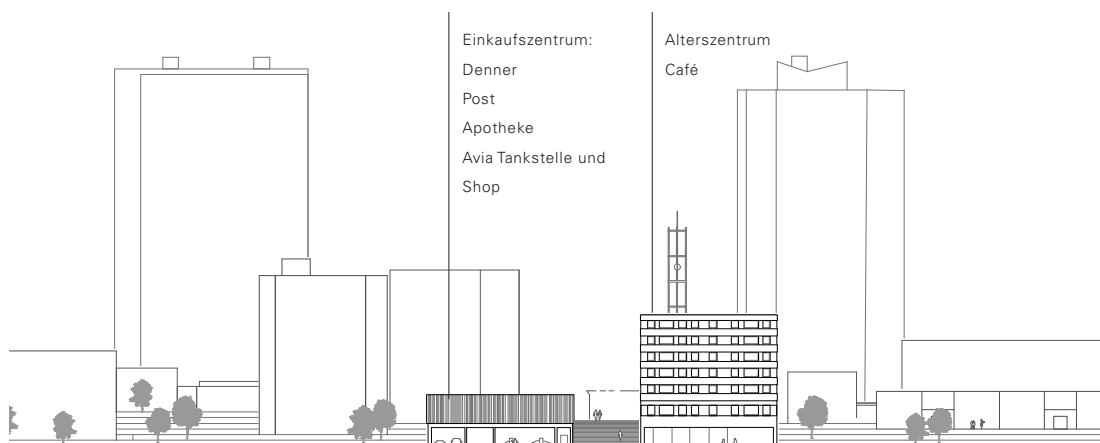 Einkaufszentrum:
Denner
Post
Apotheke
Avia Tankstelle und
Shop
Alterszentrum
Café